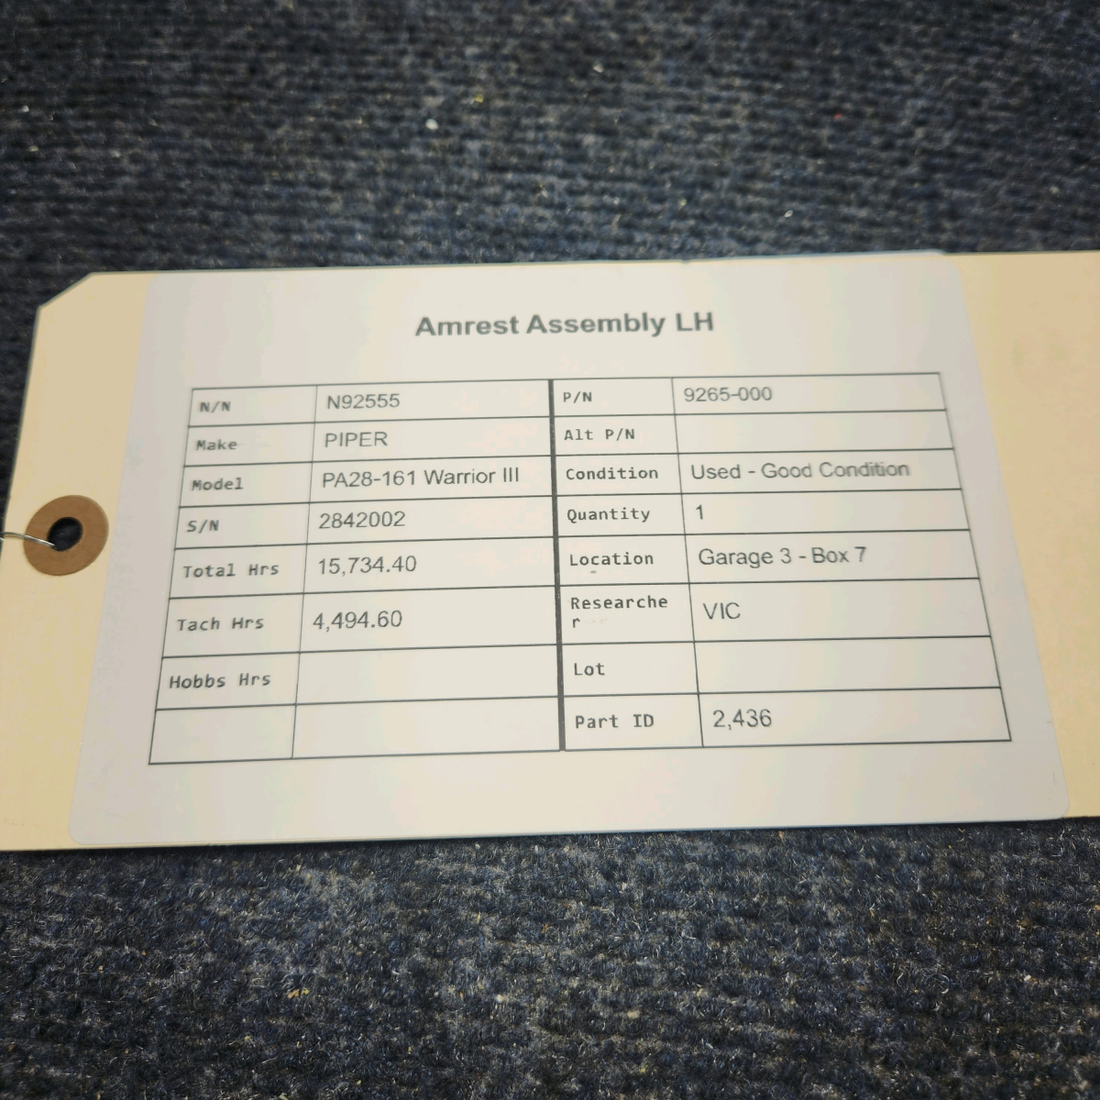 Amrest Assembly LH
N/N N92555 P/N 9265-000
Make PIPER Alt P/N
Model PA28-161 Warrior III Condition Used - Good Condition
S/N 2842002 Quantity 1
Total Hrs 15,734.40 Location Garage 3 - Box 7
Tach Hrs 4,494.60 Researche
r VIC
Hobbs Hrs Lot
Part ID 2,436